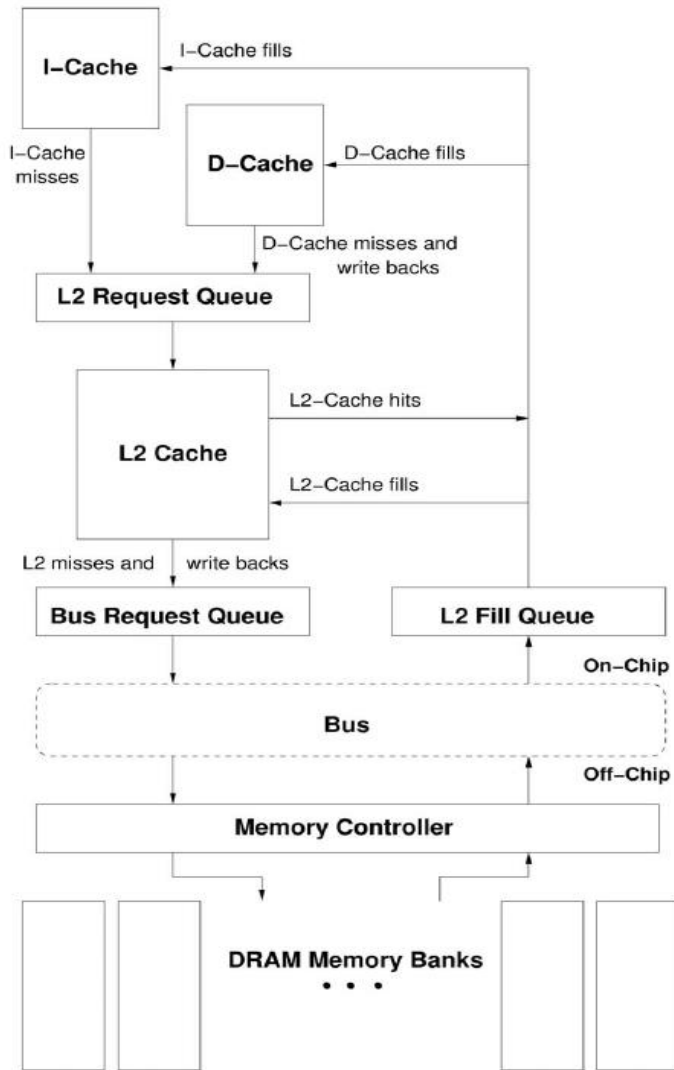 I−Cache fills
I−Cache
I−Cache
misses
D−Cache
D−Cache fills
D−Cache misses and
write backs
L2 Request Queue
L2−Cache hits
L2 Cache
L2−Cache fills
L2 misses and write backs
Bus Request Queue
L2 Fill Queue
On−Chip
Bus
Off−Chip
Memory Controller
DRAM Memory Banks
• • •